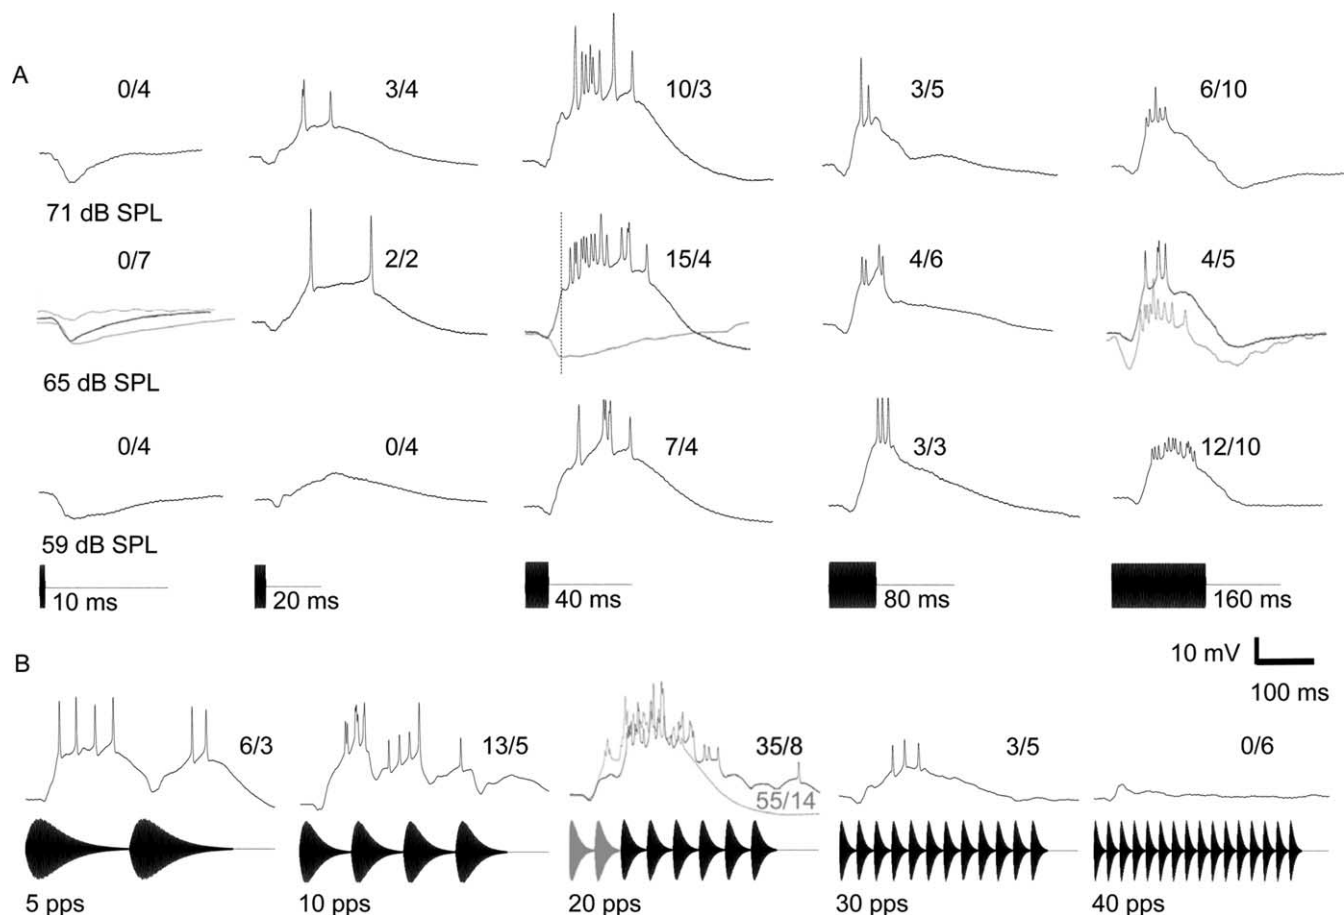 A
0/4 3/4 10/3 3/5 6/10
71 dB SPL
0/7 2/2 15/4 4/6 4/5
65 dB SPL
0/4 0/4 7/4 3/3 12/10
59 dB SPL
10 ms 20 ms 40 ms 80 ms 160 ms
10 mV
100 ms
B
6/3 13/5 35/8 3/5 0/6
55/14
5 pps 10 pps 20 pps 30 pps 40 pps